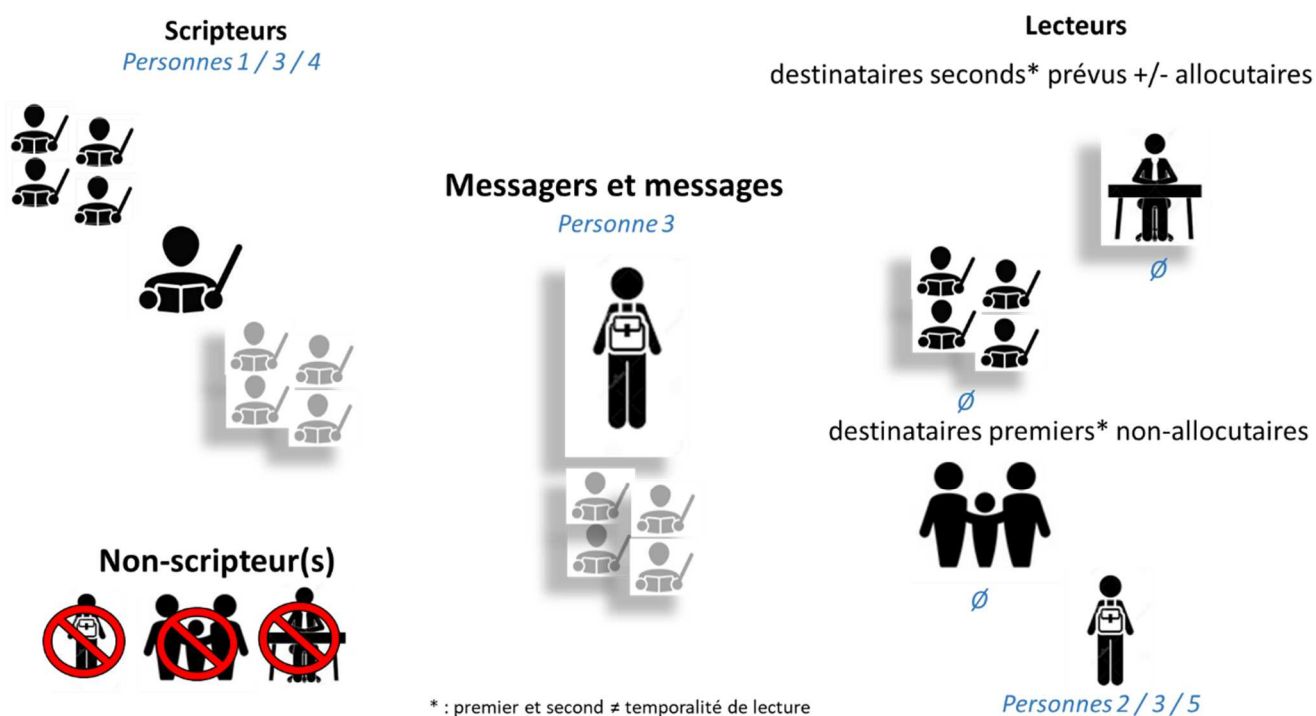 Scripteurs
Personnes 1 / 3 / 4
Non-scripteur(s)
Messagers et messages
Personne 3
Lecteurs
destinataires seconds* prévus +/- allocutaires
Ø
Ø
destinataires premiers* non-allocutaires
Ø
Personnes 2 / 3 / 5
* : premier et second ≠ temporalité de lecture